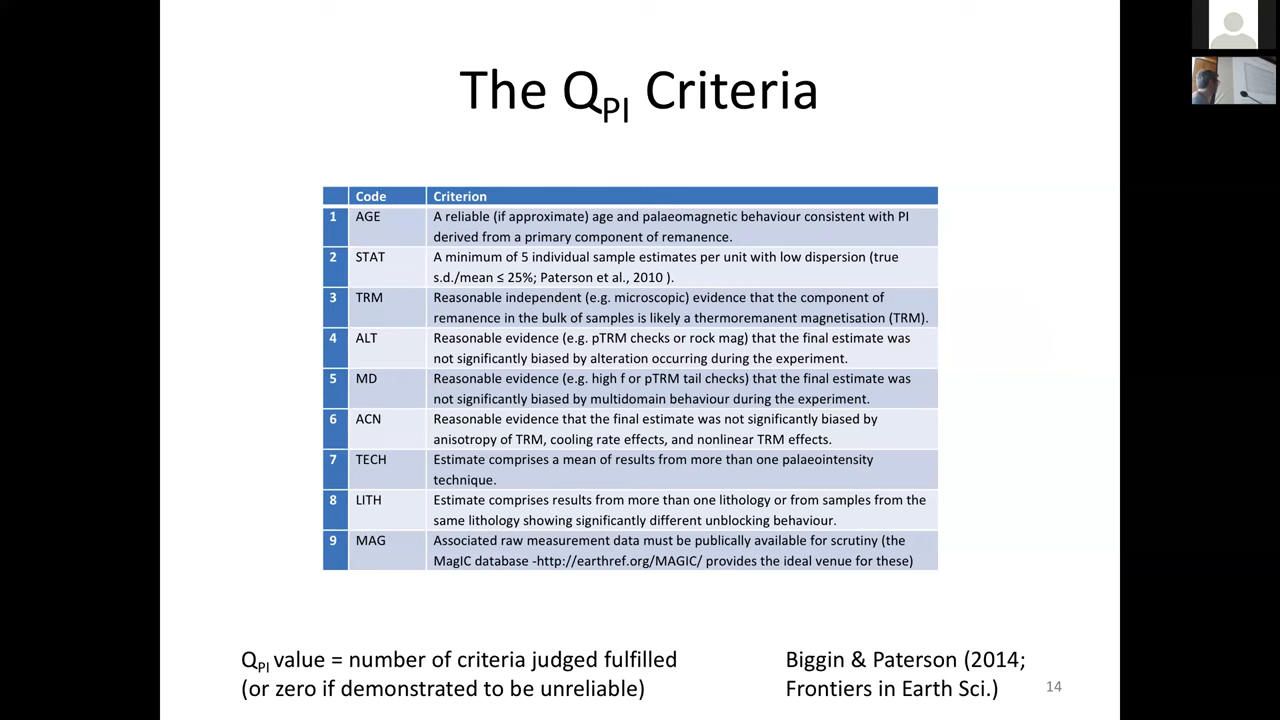 The QPI Criteria
Code Criterion
1 AGE A reliable (if approximate) age and palaeomagnetic behaviour consistent with PI
derived from a primary component of remanence.
2 STAT A minimum of 5 individual sample estimates per unit with low dispersion (true
s.d./mean ≤ 25%; Paterson et al., 2010 ).
3 TRM Reasonable independent (e.g. microscopic) evidence that the component of
remanence in the bulk of samples is likely a thermoremanent magnetisation (TRM).
4 ALT Reasonable evidence (e.g. pTRM checks or rock mag) that the final estimate was
not significantly biased by alteration occurring during the experiment.
5 MD Reasonable evidence (e.g. high f or pTRM tail checks) that the final estimate was
not significantly biased by multidomain behaviour during the experiment.
6 ACN Reasonable evidence that the final estimate was not significantly biased by
anisotropy of TRM, cooling rate effects, and nonlinear TRM effects.
7 TECH Estimate comprises a mean of results from more than one palaeointensity
technique.
8 LITH Estimate comprises results from more than one lithology or from samples from the
same lithology showing significantly different unblocking behaviour.
9 MAG Associated raw measurement data must be publically available for scrutiny (the
MagIC database -http://earthref.org/MAGIC/ provides the ideal venue for these)
QPI value = number of criteria judged fulfilled
(or zero if demonstrated to be unreliable)
Biggin & Paterson (2014;
Frontiers in Earth Sci.)
14